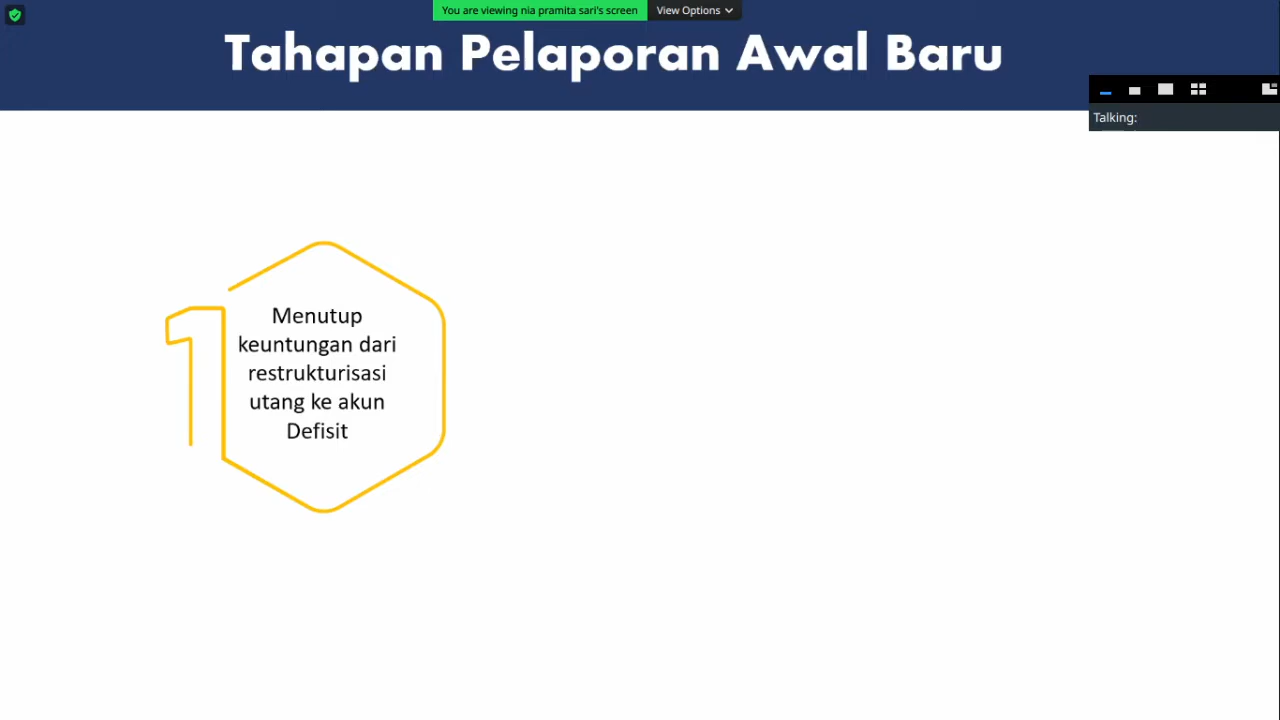 You are viewing nia pramita sari's screen
View Options
Tahapan Pelaporan Awal Baru
Talking:
1
Menutup
keuntungan dari
restrukturisasi
utang ke akun
Defisit